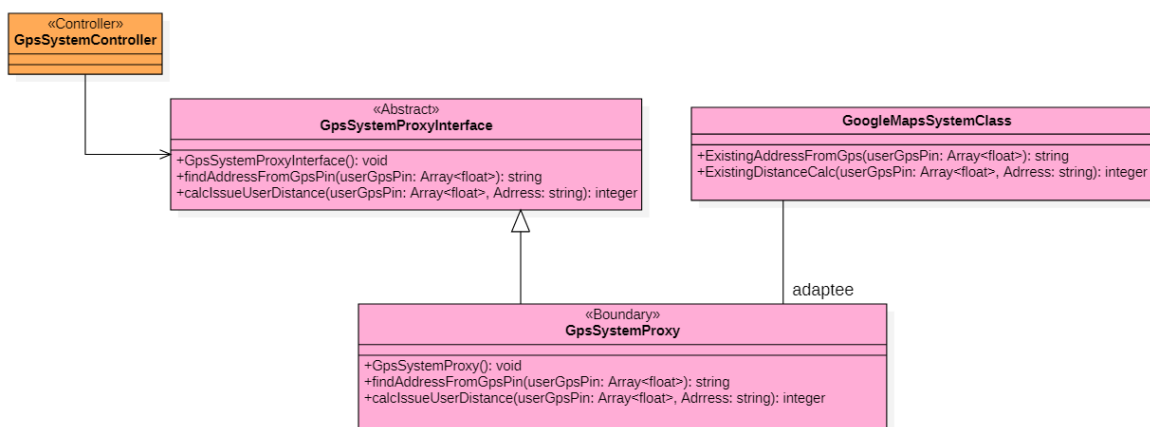 «Controller»
GpsSystemController
«Abstract»
GpsSystemProxyInterface
+GpsSystemProxyInterface(): void
+findAddressFromGpsPin(userGpsPin: Array<float>): string
+calcIssueUserDistance(userGpsPin: Array<float>, Adrress: string): integer
GoogleMapsSystemClass
+ExistingAddressFromGps(userGpsPin: Array<float>): string
+ExistingDistanceCalc(userGpsPin: Array<float>, Adrress: string): integer
adaptee
«Boundary»
GpsSystemProxy
+GpsSystemProxy(): void
+findAddressFromGpsPin(userGpsPin: Array<float>): string
+calcIssueUserDistance(userGpsPin: Array<float>, Adrress: string): integer